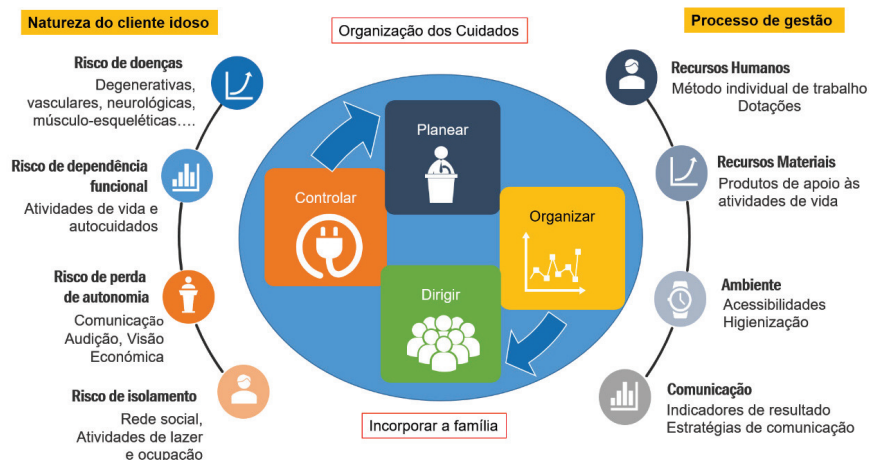 Natureza do cliente idoso
Risco de doenças
Degenerativas,
vasculares, neurológicas,
músculo-esqueléticas....
Risco de dependência
funcional
Atividades de vida e
autocuidados
Risco de perda
de autonomia
Comunicação
Audição, Visão
Económica
Risco de isolamento
Rede social,
Atividades de lazer
e ocupação
Organização dos Cuidados
Planear
Controlar
Organizar
Dirigir
Incorporar a família
Processo de gestão
Recursos Humanos
Método individual de trabalho
Dotações
Recursos Materiais
Produtos de apoio às
atividades de vida
Ambiente
Acessibilidades
Higienização
Comunicação
Indicadores de resultado
Estratégias de comunicação